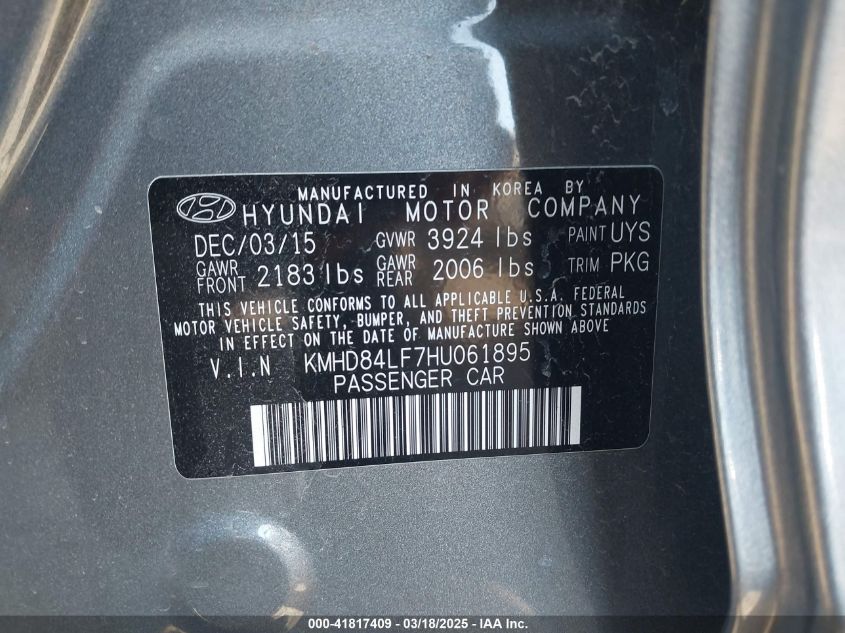 MANUFACTURED IN KOREA BY
HYUNDAI MOTOR COMPANY
DEC/03/15 GVWR 3924 lbs PAINT UYS
GAWR FRONT 2183 lbs GAWR REAR 2006 lbs TRIM PKG
THIS VEHICLE CONFORMS TO ALL APPLICABLE U.S.A. FEDERAL
MOTOR VEHICLE SAFETY, BUMPER, AND THEFT PREVENTION STANDARDS
IN EFFECT ON THE DATE OF MANUFACTURE SHOWN ABOVE
V.I.N KMHD84LF7HU061895
PASSENGER CAR
000-41817409 - 03/18/2025 - IAA Inc.